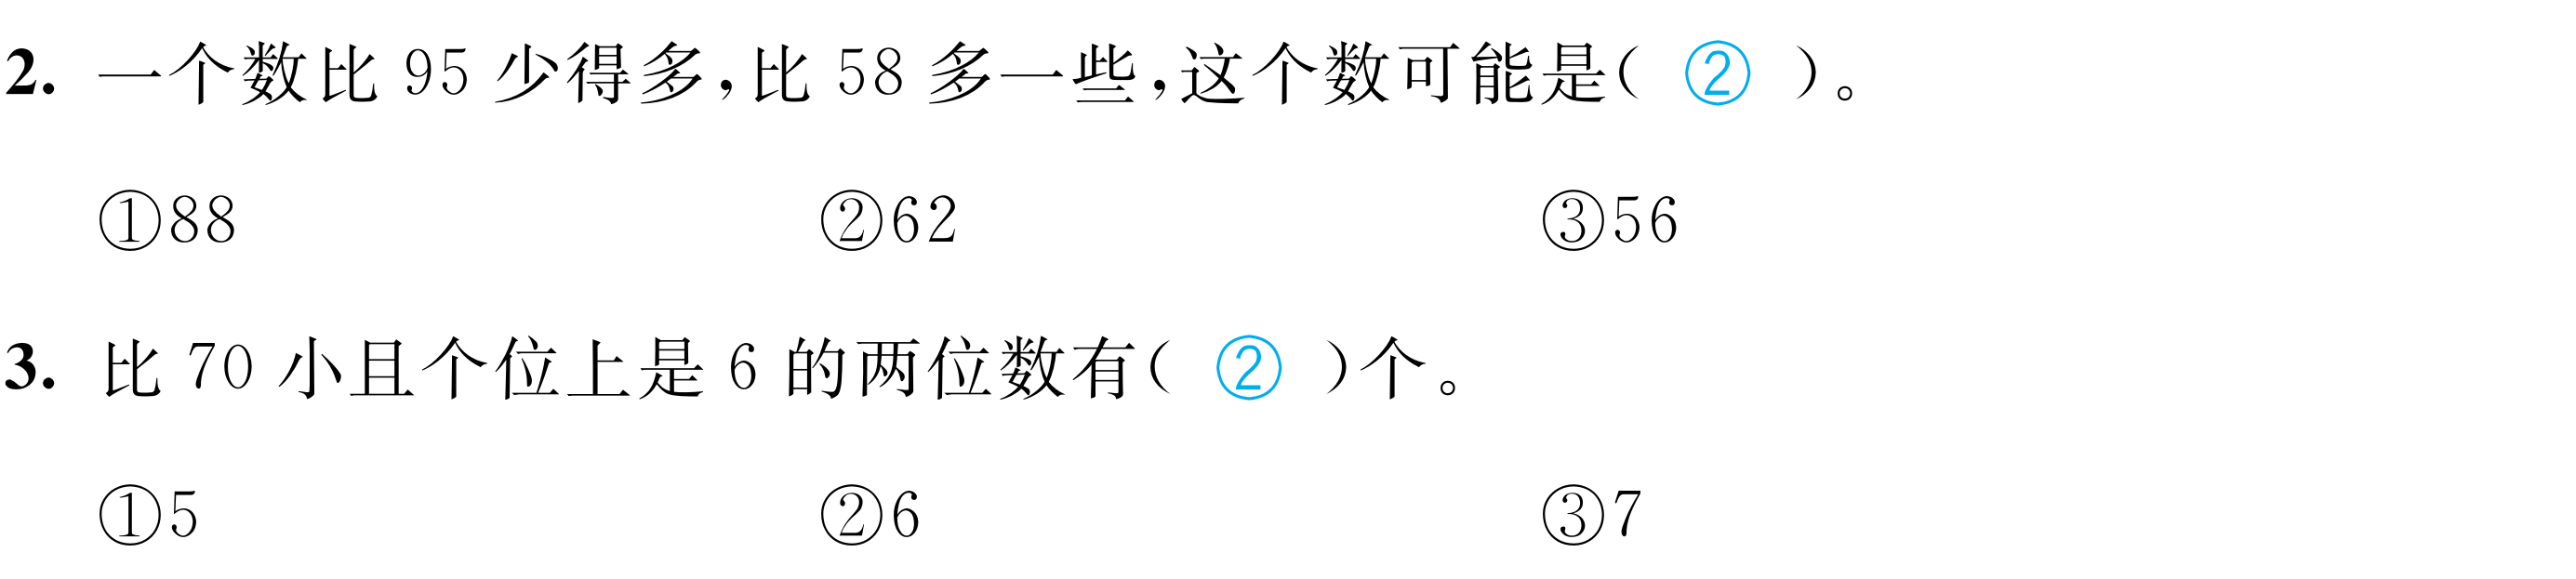 2. 一个数比 95 少得多,比 58 多一些,这个数可能是( ② )。
①88 ②62 ③56
3. 比 70 小且个位上是 6 的两位数有( ② )个。
①5 ②6 ③7